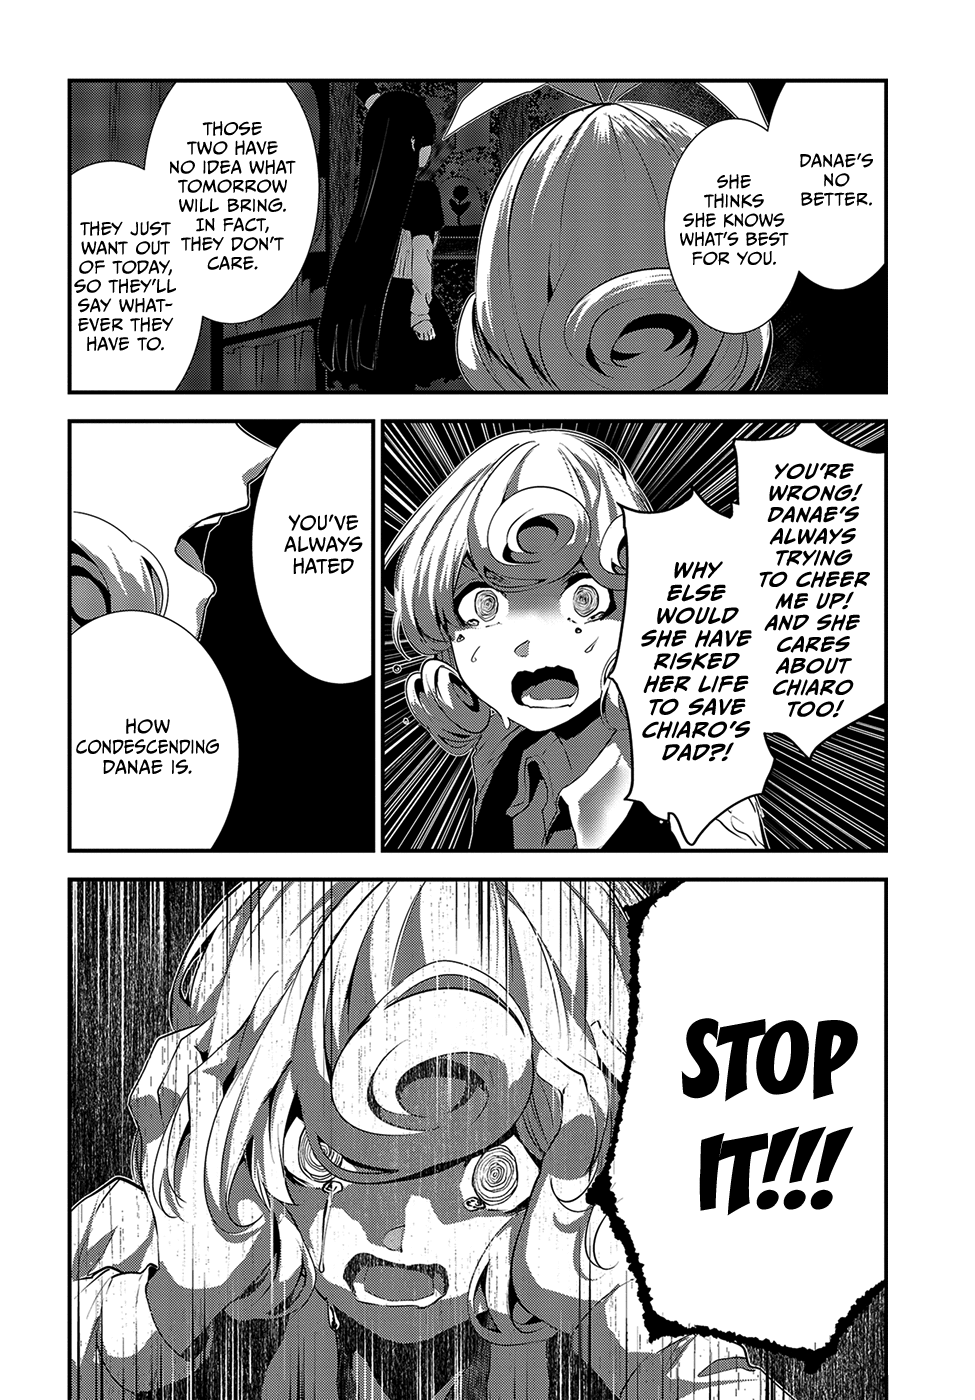 DANAE'S
NO
BETTER.
SHE
THINKS
SHE KNOWS
WHAT'S BEST
FOR YOU.
THOSE
TWO HAVE
NO IDEA WHAT
TOMORROW
WILL BRING.
IN FACT,
THEY DON'T
CARE.
THEY JUST
WANT OUT
OF TODAY,
SO THEY'LL
SAY WHAT-
EVER THEY
HAVE TO.
YOU'RE
WRONG!
DANAE'S
ALWAYS
TRYING
TO CHEER
ME UP!
AND SHE
CARES
ABOUT
CHIARO
TOO!
WHY
ELSE
WOULD
SHE HAVE
RISKED
HER LIFE
TO SAVE
CHIARO'S
DAD?!
YOU'VE
ALWAYS
HATED
HOW
CONDESCENDING
DANAE IS.
STOP
IT!!!